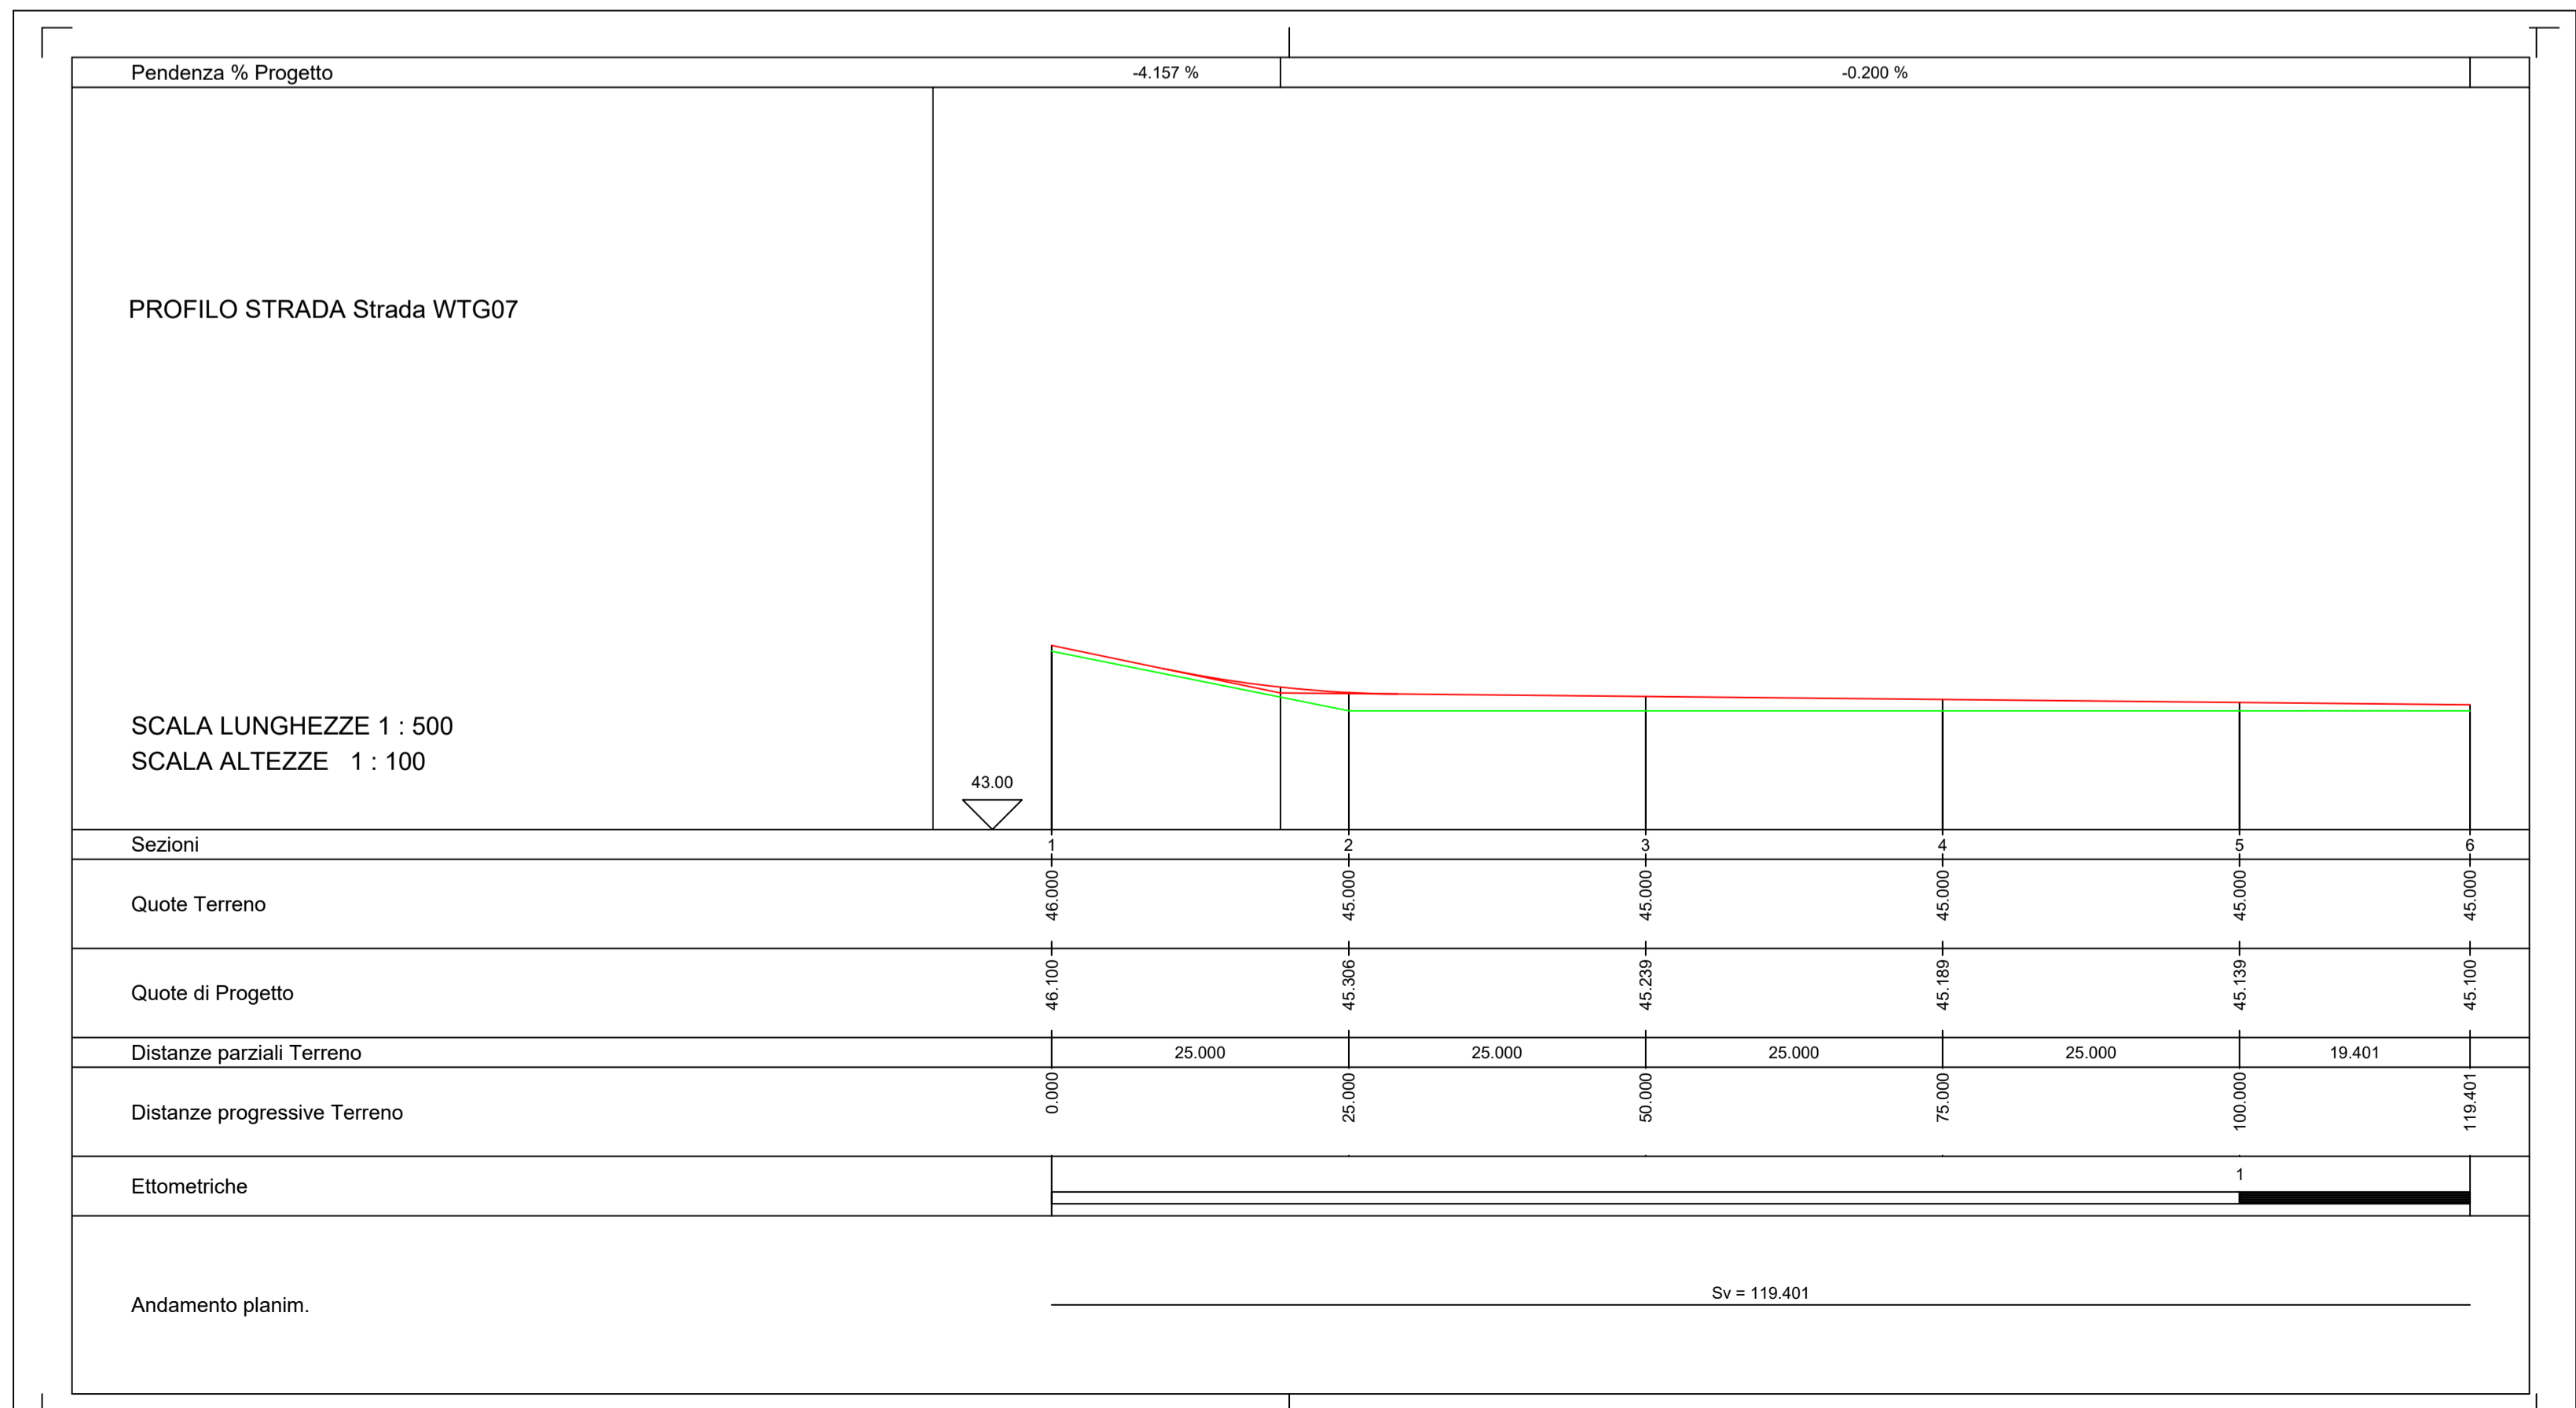 Pendenza % Progetto -4.157 % -0.200 %
PROFILO STRADA Strada WTG07
SCALA LUNGHEZZE 1 : 500
SCALA ALTEZZE 1 : 100
43.00
Sezioni 1 2 3 4 5 6
Quote Terreno 46.000 45.000 45.000 45.000 45.000 45.000
Quote di Progetto 46.100 45.306 45.239 45.189 45.139 45.100
Distanze parziali Terreno 25.000 25.000 25.000 25.000 19.401
Distanze progressive Terreno 0.000 25.000 50.000 75.000 100.000 119.401
Ettometriche 1
Andamento planim. Sv = 119.401